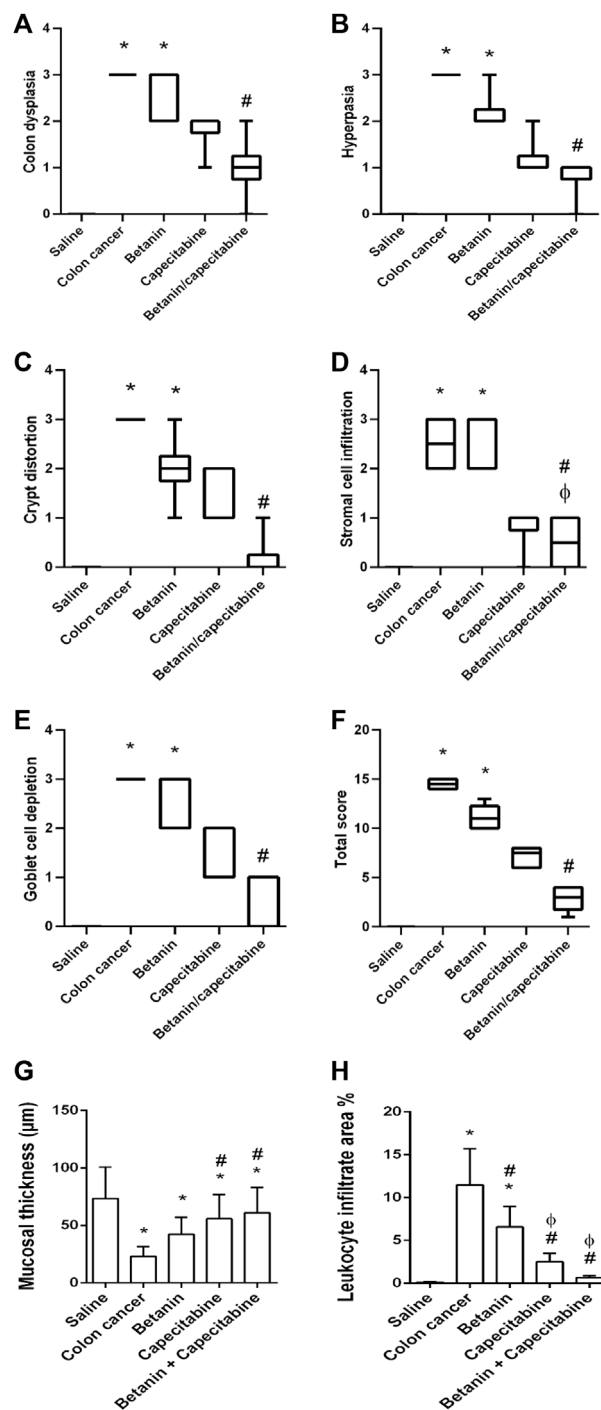 A
Colon dysplasia
4
3
2
1
0
* * #
Saline
Colon cancer
Betanin
Capecitabine
Betanin/capecitabine
B
Hyperpasia
4
3
2
1
0
* * #
Saline
Colon cancer
Betanin
Capecitabine
Betanin/capecitabine
C
Crypt distortion
4
3
2
1
0
* * #
Saline
Colon cancer
Betanin
Capecitabine
Betanin/capecitabine
D
Stromal cell infiltration
4
3
2
1
0
* * #
ϕ
Saline
Colon cancer
Betanin
Capecitabine
Betanin/capecitabine
E
Goblet cell depletion
4
3
2
1
0
* * #
Saline
Colon cancer
Betanin
Capecitabine
Betanin/capecitabine
F
Total score
20
15
10
5
0
* * #
Saline
Colon cancer
Betanin
Capecitabine
Betanin/capecitabine
G
Mucosal thickness (μm)
150
100
50
0
# #
* * * *
Saline
Colon cancer
Betanin
Capecitabine
Betanin + Capecitabine
H
Leukocyte infiltrate area %
20
15
10
5
0
* # ϕ ϕ
* # #
Saline
Colon cancer
Betanin
Capecitabine
Betanin + Capecitabine